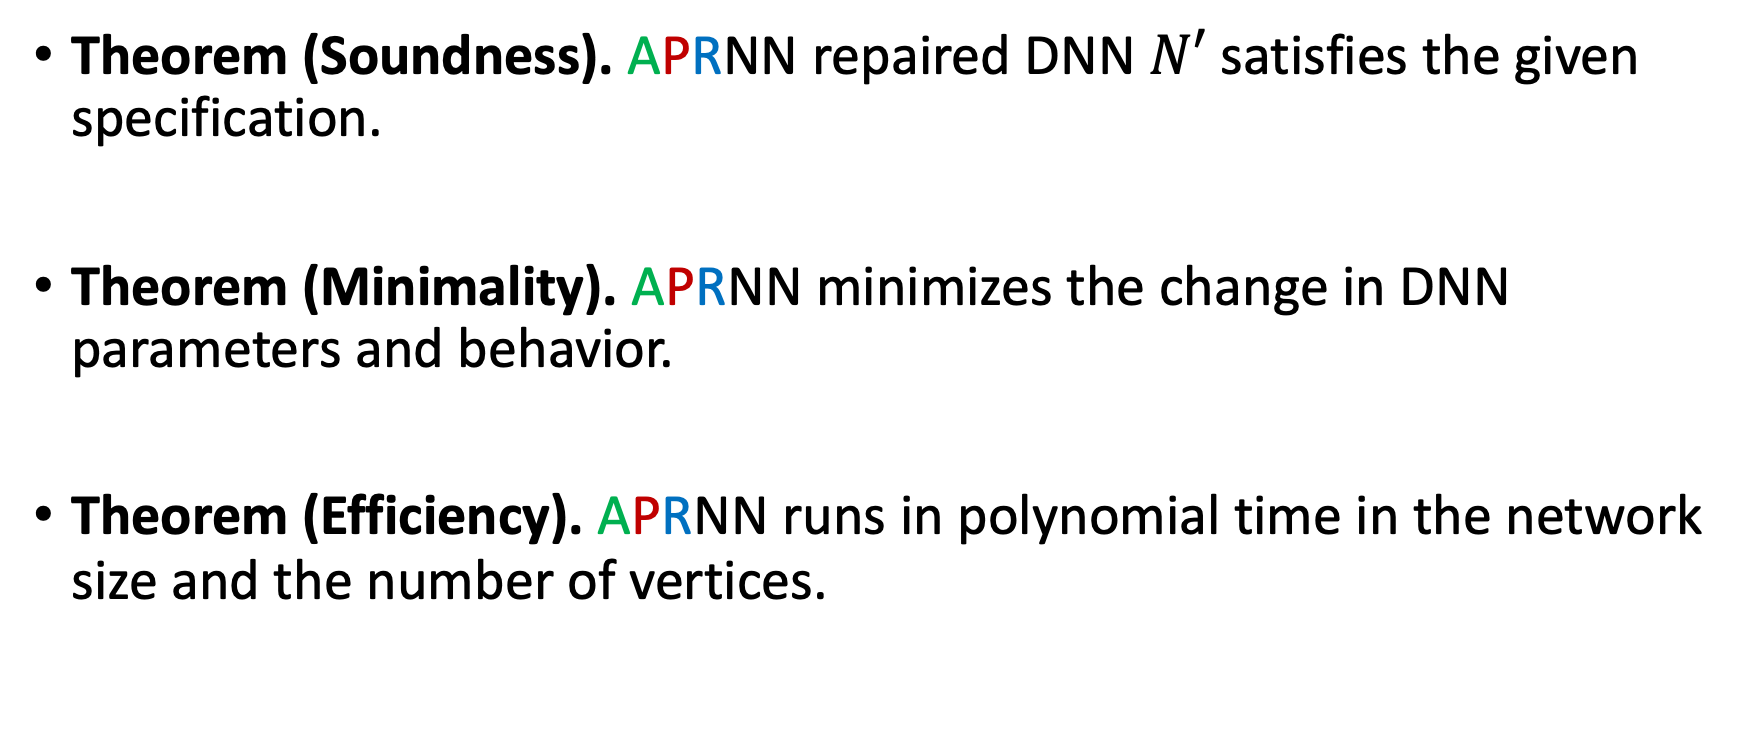 • Theorem (Soundness). APRNN repaired DNN N′ satisfies the given
specification.
• Theorem (Minimality). APRNN minimizes the change in DNN
parameters and behavior.
• Theorem (Efficiency). APRNN runs in polynomial time in the network
size and the number of vertices.